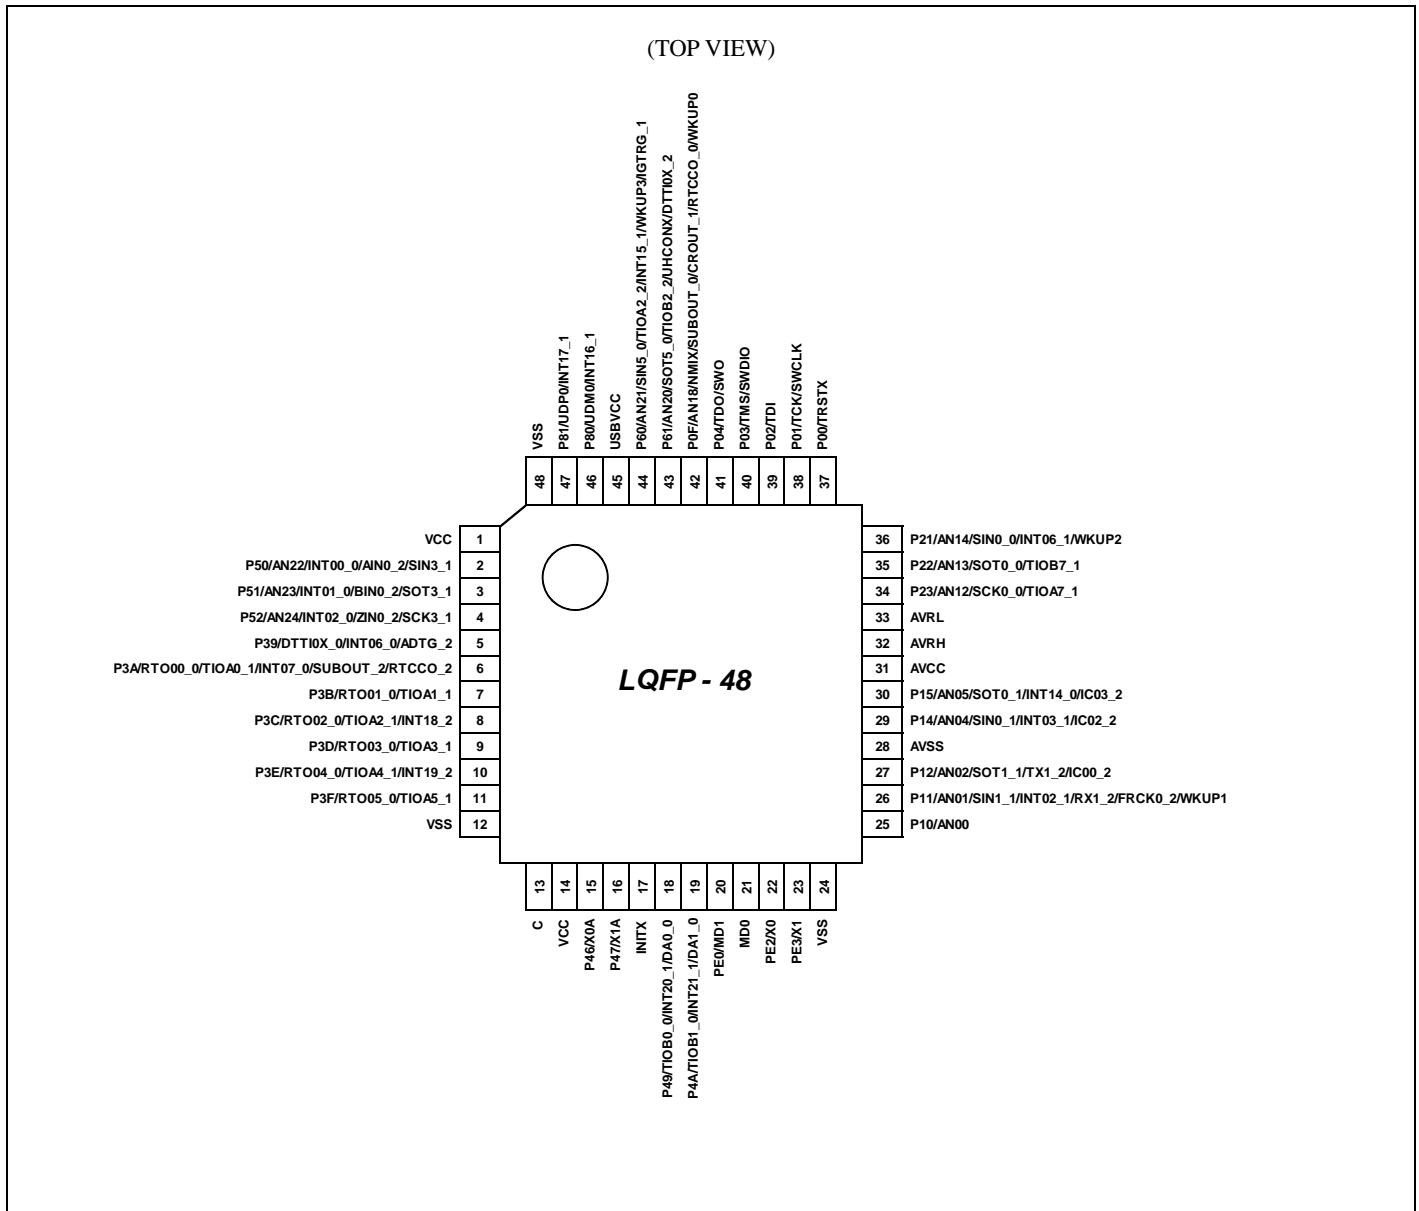 (TOP VIEW)
VSS
P81/UDP0/INT17_1
P80/UDM0/INT16_1
USBVCC
P60/AN21/SIN5_0/TIOA2_2/INT15_1/WKUP3/IGTRG_1
P61/AN20/SOT5_0/TIOB2_2/UHCONX/DTTI0X_2
P0F/AN18/NMIX/SUBOUT_0/CROUT_1/RTCCO_0/WKUP0
P04/TDO/SWO
P03/TMS/SWDIO
P02/TDI
P01/TCK/SWCLK
P00/TRSTX
48
47
46
45
44
43
42
41
40
39
38
37
VCC 1
P50/AN22/INT00_0/AIN0_2/SIN3_1 2
P51/AN23/INT01_0/BIN0_2/SOT3_1 3
P52/AN24/INT02_0/ZIN0_2/SCK3_1 4
P39/DTTI0X_0/INT06_0/ADTG_2 5
P3A/RTO00_0/TIOA0_1/INT07_0/SUBOUT_2/RTCCO_2 6
P3B/RTO01_0/TIOA1_1 7
P3C/RTO02_0/TIOA2_1/INT18_2 8
P3D/RTO03_0/TIOA3_1 9
P3E/RTO04_0/TIOA4_1/INT19_2 10
P3F/RTO05_0/TIOA5_1 11
VSS 12
LQFP - 48
36 P21/AN14/SIN0_0/INT06_1/WKUP2
35 P22/AN13/SOT0_0/TIOB7_1
34 P23/AN12/SCK0_0/TIOA7_1
33 AVRL
32 AVRH
31 AVCC
30 P15/AN05/SOT0_1/INT14_0/IC03_2
29 P14/AN04/SIN0_1/INT03_1/IC02_2
28 AVSS
27 P12/AN02/SOT1_1/TX1_2/IC00_2
26 P11/AN01/SIN1_1/INT02_1/RX1_2/FRCK0_2/WKUP1
25 P10/AN00
13
14
15
16
17
18
19
20
21
22
23
24
C
VCC
P46/X0A
P47/X1A
INITX
P49/TIOB0_0/INT20_1/DA0_0
P4A/TIOB1_0/INT21_1/DA1_0
PE0/MD1
MD0
PE2/X0
PE3/X1
VSS